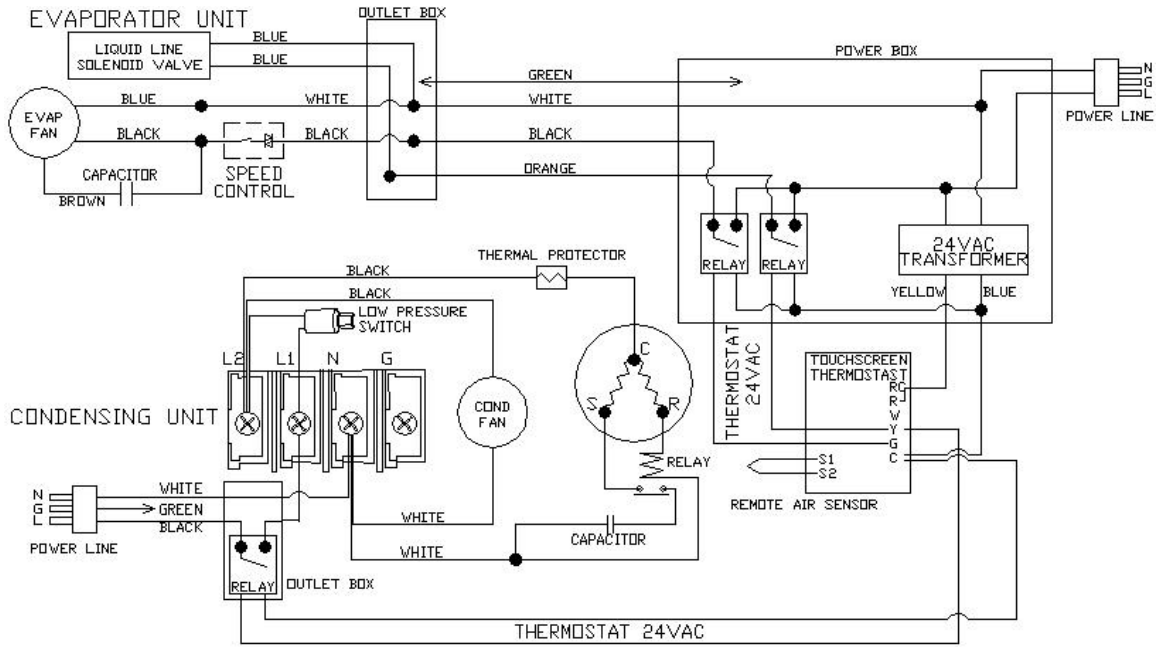 EVAPORATOR UNIT
OUTLET BOX
LIQUID LINE
SOLENOID VALVE
BLUE
BLUE
POWER BOX
GREEN
N
G
L
POWER LINE
EVAP
FAN
BLUE
WHITE
WHITE
BLACK
BLACK
BLACK
SPEED
CONTROL
CAPACITOR
BROWN
ORANGE
RELAY
RELAY
24VAC
TRANSFORMER
YELLOW
BLUE
THERMAL PROTECTOR
BLACK
BLACK
LOW PRESSURE
SWITCH
L2
L1
N
G
CONDENSING UNIT
COND
FAN
C
S
R
RELAY
THERMOSTAT
24VAC
TOUCHSCREEN
THERMOSTAST
RC
R
W
Y
G
C
S1
S2
REMOTE AIR SENSOR
N
G
L
POWER LINE
WHITE
GREEN
BLACK
WHITE
WHITE
CAPACITOR
RELAY
OUTLET BOX
THERMOSTAT 24VAC